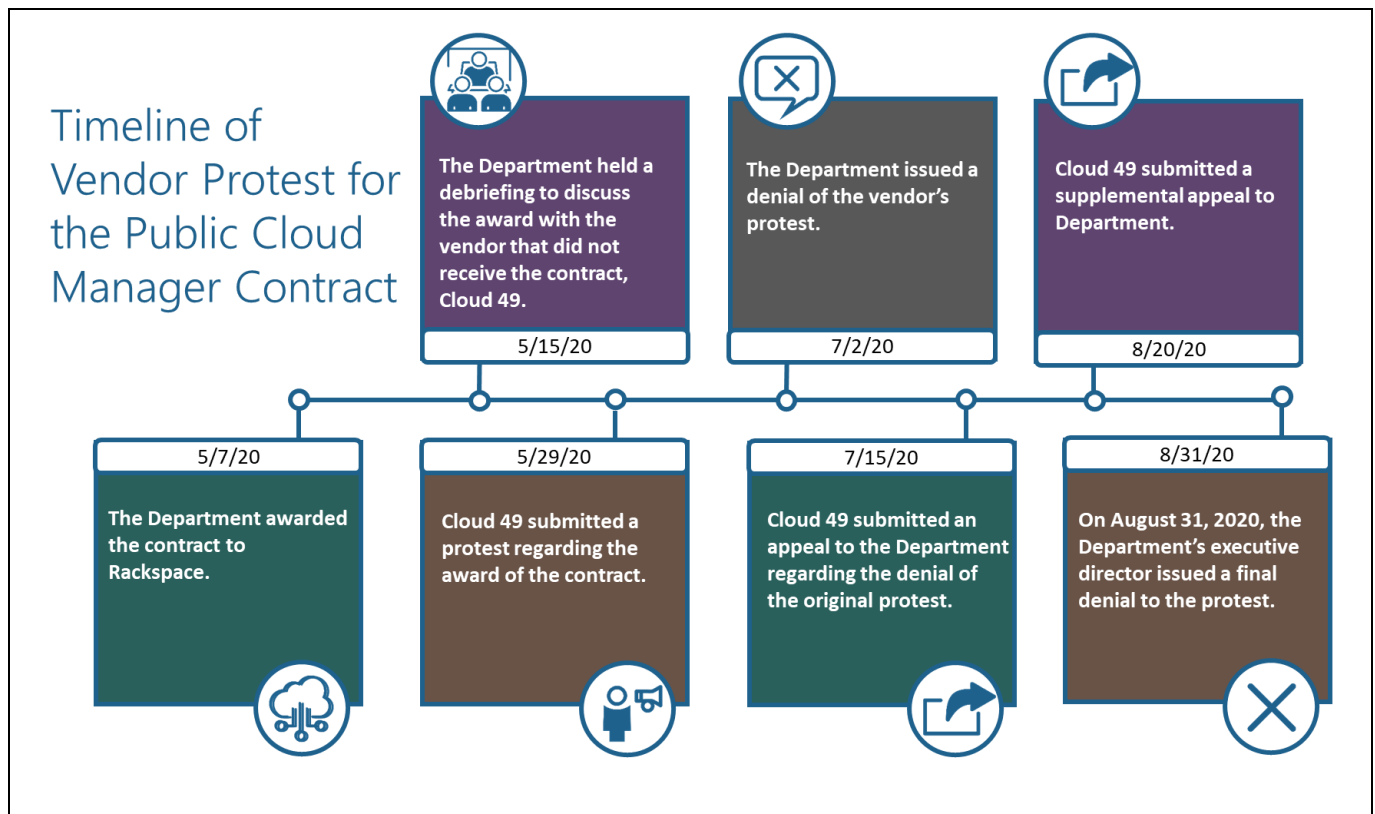 Timeline of
Vendor Protest for
the Public Cloud
Manager Contract
5/7/20
The Department awarded
the contract to
Rackspace.
The Department held a
debriefing to discuss
the award with the
vendor that did not
receive the contract,
Cloud 49.
5/15/20
5/29/20
Cloud 49 submitted a
protest regarding the
award of the contract.
The Department issued a
denial of the vendor’s
protest.
7/2/20
7/15/20
Cloud 49 submitted an
appeal to the Department
regarding the denial of
the original protest.
Cloud 49 submitted a
supplemental appeal to
Department.
8/20/20
8/31/20
On August 31, 2020, the
Department’s executive
director issued a final
denial to the protest.